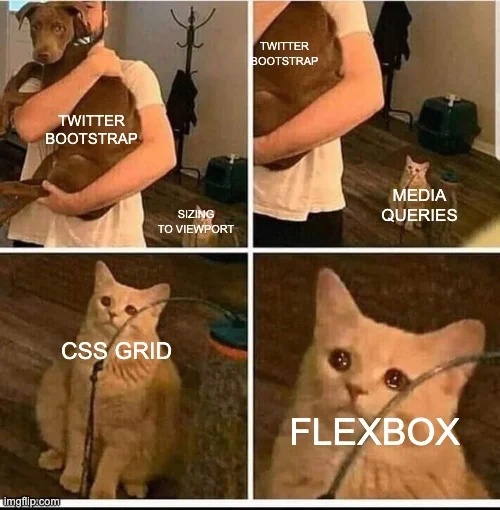 TWITTER
BOOTSTRAP
SIZING
TO VIEWPORT
TWITTER
BOOTSTRAP
MEDIA
QUERIES
CSS GRID
FLEXBOX
imgflip.com